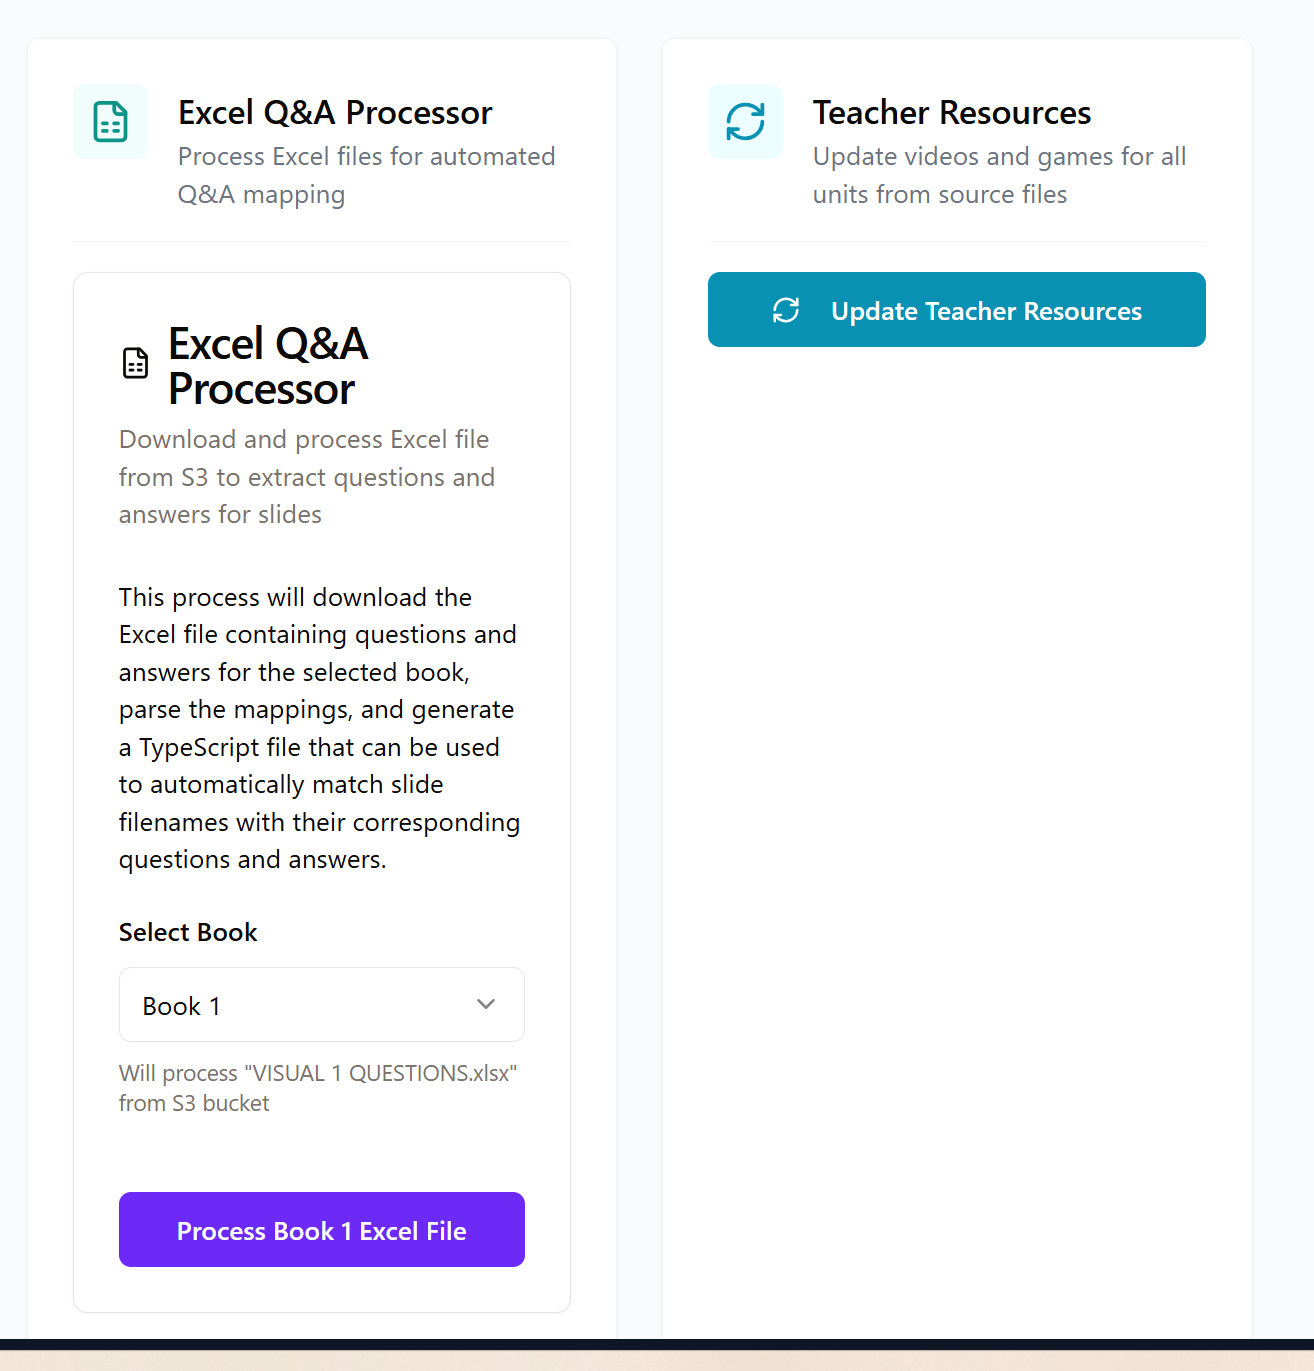 Excel Q&A Processor
Process Excel files for automated
Q&A mapping
Excel Q&A
Processor
Download and process Excel file
from S3 to extract questions and
answers for slides
This process will download the
Excel file containing questions and
answers for the selected book,
parse the mappings, and generate
a TypeScript file that can be used
to automatically match slide
filenames with their corresponding
questions and answers.
Select Book
Book 1
Will process "VISUAL 1 QUESTIONS.xlsx"
from S3 bucket
Process Book 1 Excel File
Teacher Resources
Update videos and games for all
units from source files
Update Teacher Resources